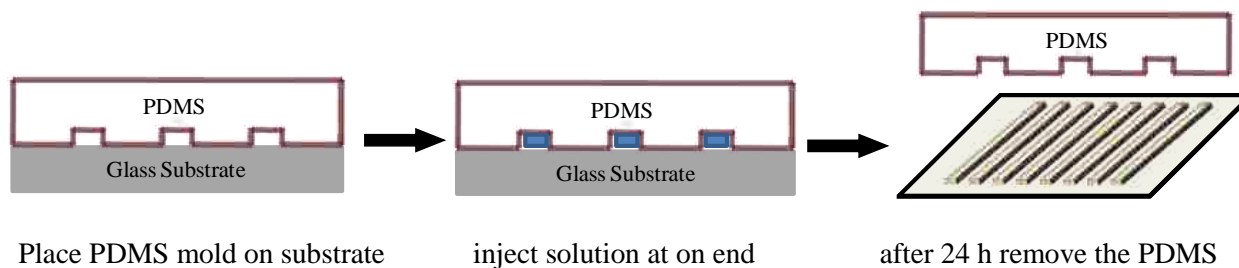 PDMS
Glass Substrate
PDMS
Glass Substrate
PDMS
Place PDMS mold on substrate
inject solution at on end
after 24 h remove the PDMS